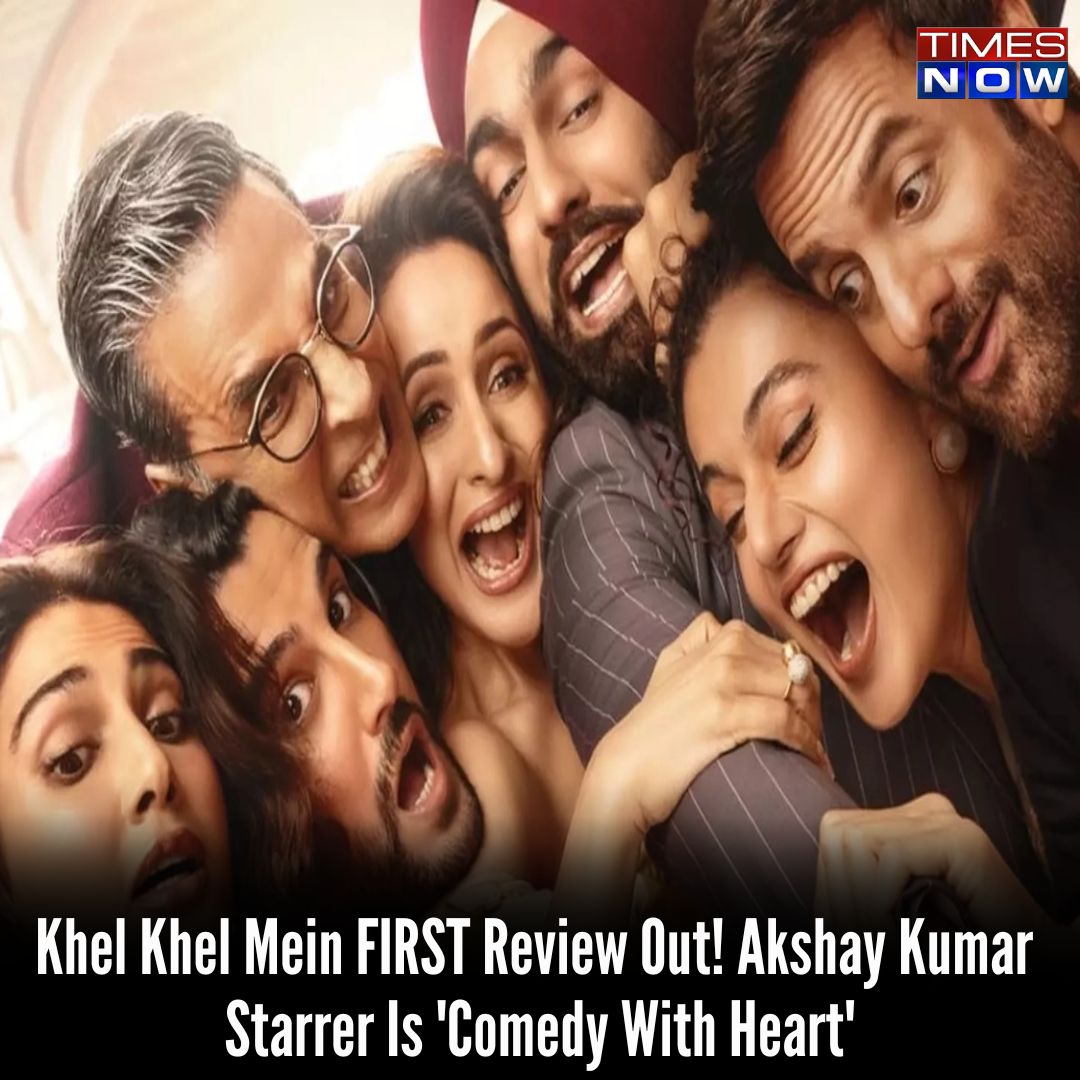 TIMES
NOW
Khel Khel Mein FIRST Review Out! Akshay Kumar
Starrer Is 'Comedy With Heart'